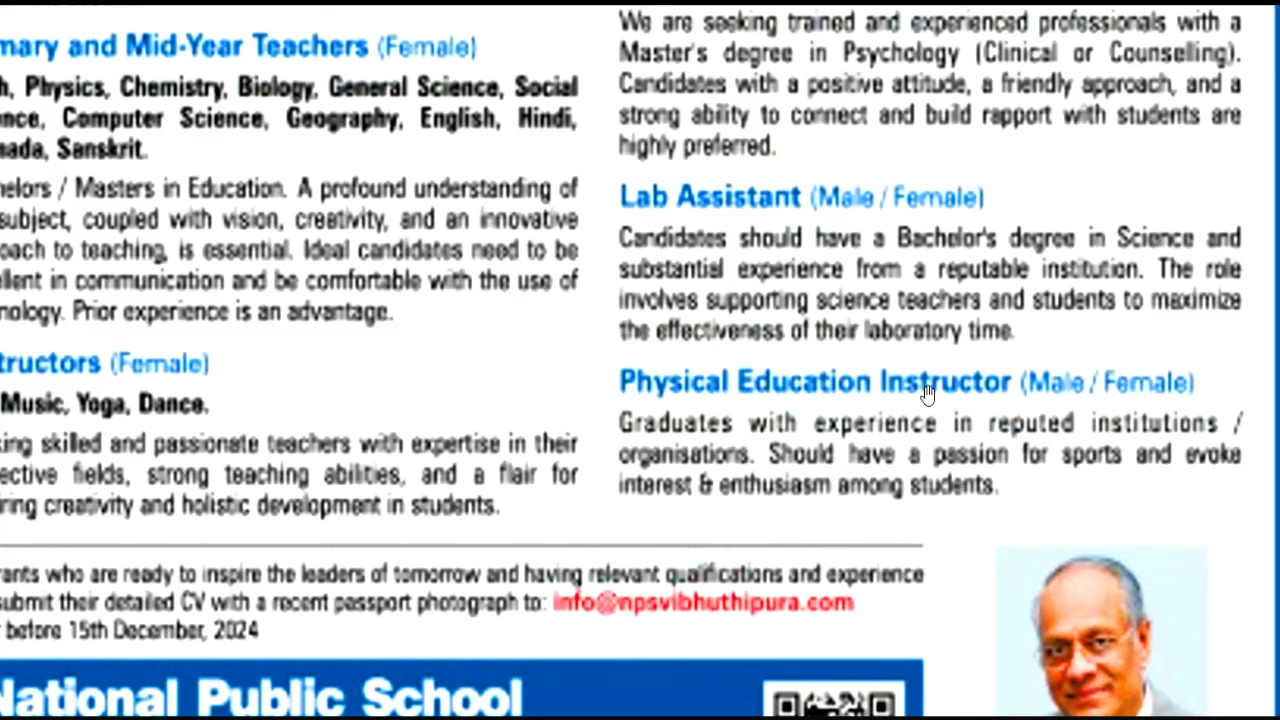 mary and Mid-Year Teachers (Female)
h, Physics, Chemistry, Biology, General Science, Social
nce, Computer Science, Geography, English, Hindi,
nada, Sanskrit.
helors / Masters in Education. A profound understanding of
subject, coupled with vision, creativity, and an innovative
oach to teaching, is essential. Ideal candidates need to be
llent in communication and be comfortable with the use of
nology. Prior experience is an advantage.
tructors (Female)
Music, Yoga, Dance.
king skilled and passionate teachers with expertise in their
ective fields, strong teaching abilities, and a flair for
ring creativity and holistic development in students.
We are seeking trained and experienced professionals with a
Master's degree in Psychology (Clinical or Counselling).
Candidates with a positive attitude, a friendly approach, and a
strong ability to connect and build rapport with students are
highly preferred.
Lab Assistant (Male / Female)
Candidates should have a Bachelor's degree in Science and
substantial experience from a reputable institution. The role
involves supporting science teachers and students to maximize
the effectiveness of their laboratory time.
Physical Education Instructor (Male / Female)
Graduates with experience in reputed institutions /
organisations. Should have a passion for sports and evoke
interest & enthusiasm among students.
rants who are ready to inspire the leaders of tomorrow and having relevant qualifications and experience
submit their detailed CV with a recent passport photograph to: info@npsvibhuthipura.com
before 15th December, 2024
National Public School